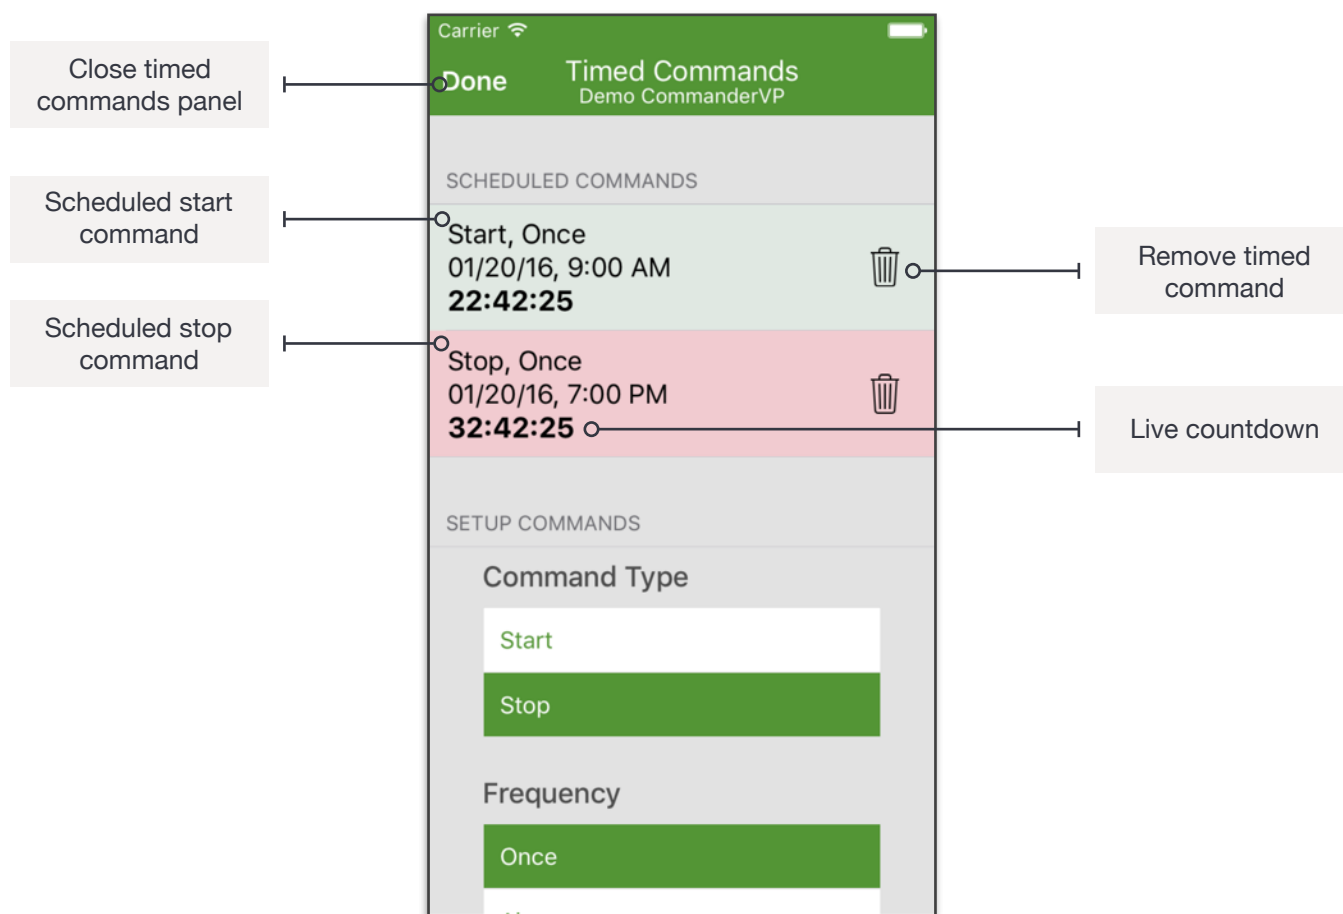 Carrier
Done
Timed Commands
Demo CommanderVP
Close timed
commands panel
SCHEDULED COMMANDS
Scheduled start
command
Start, Once
01/20/16, 9:00 AM
22:42:25
Remove timed
command
Scheduled stop
command
Stop, Once
01/20/16, 7:00 PM
32:42:25
Live countdown
SETUP COMMANDS
Command Type
Start
Stop
Frequency
Once